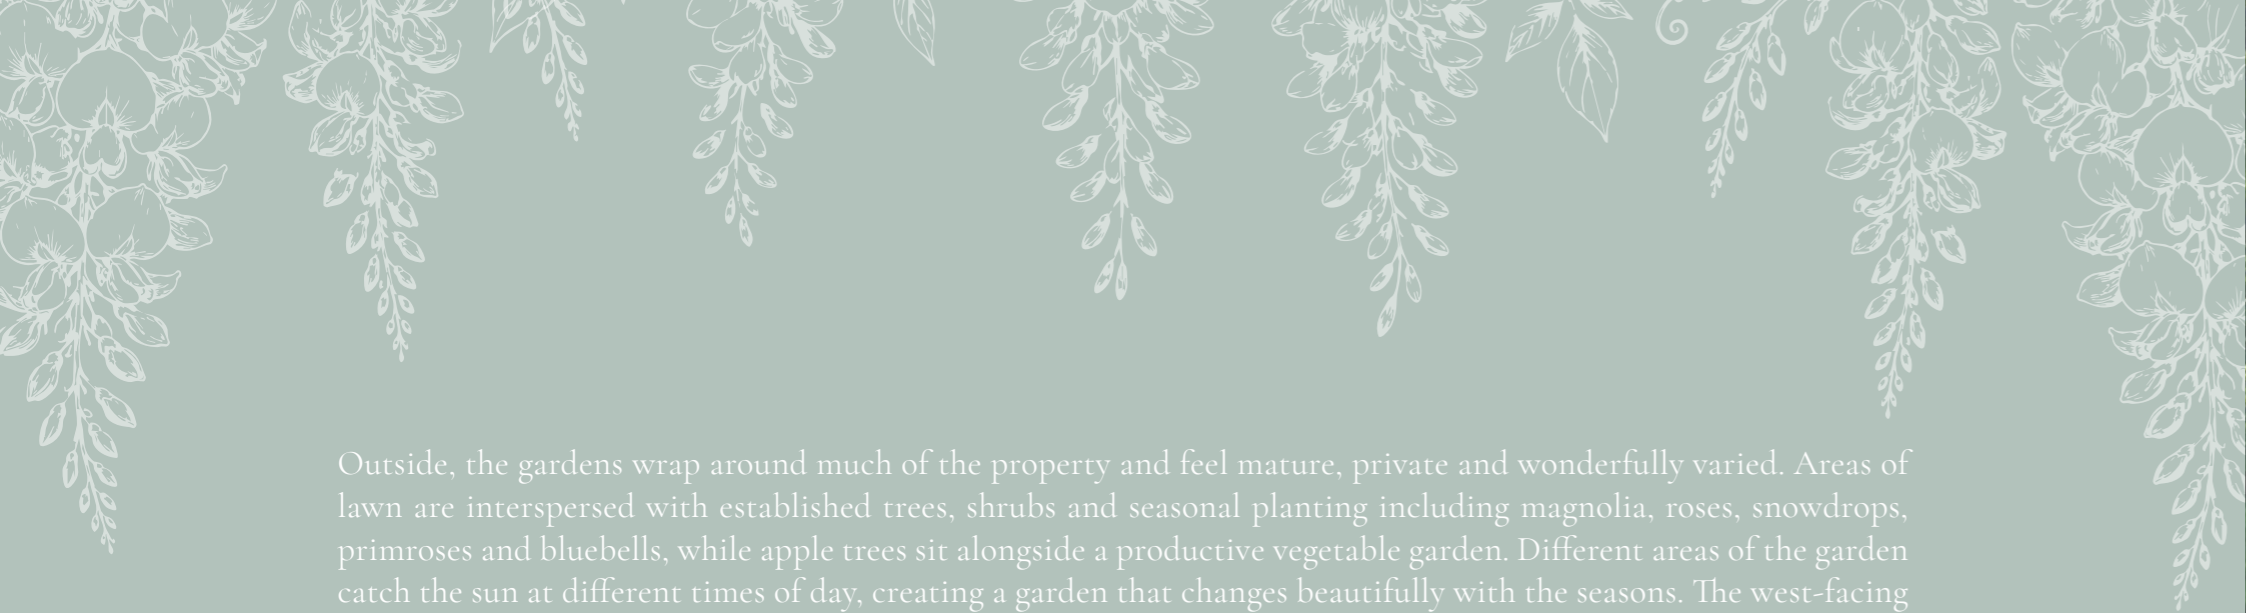 Outside, the gardens wrap around much of the property and feel mature, private and wonderfully varied. Areas of
lawn are interspersed with established trees, shrubs and seasonal planting including magnolia, roses, snowdrops,
primroses and bluebells, while apple trees sit alongside a productive vegetable garden. Different areas of the garden
catch the sun at different times of day, creating a garden that changes beautifully with the seasons. The west-facing